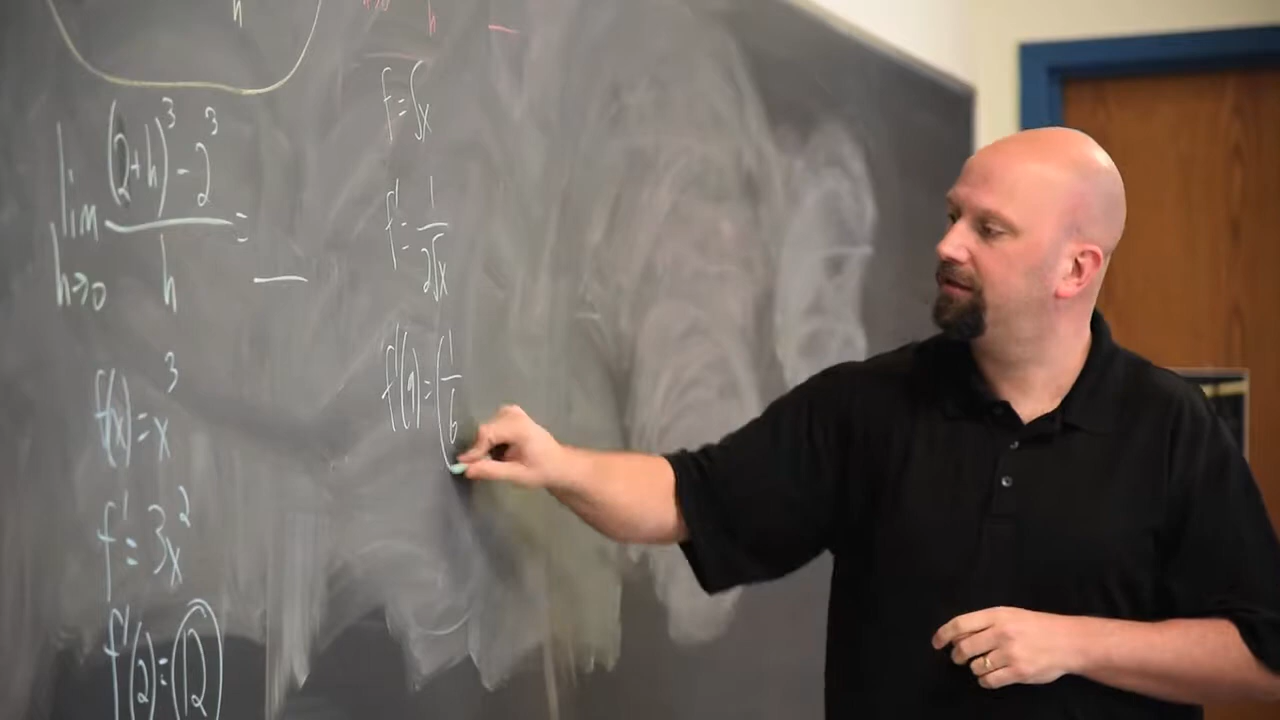 h
h
lim (2+h)³ - 2³ =
h→0 h
f(x) = x³
f' = 3x²
f'(2) = 12
f = √x
f' = 1/2√x
f'(9) = 1/6